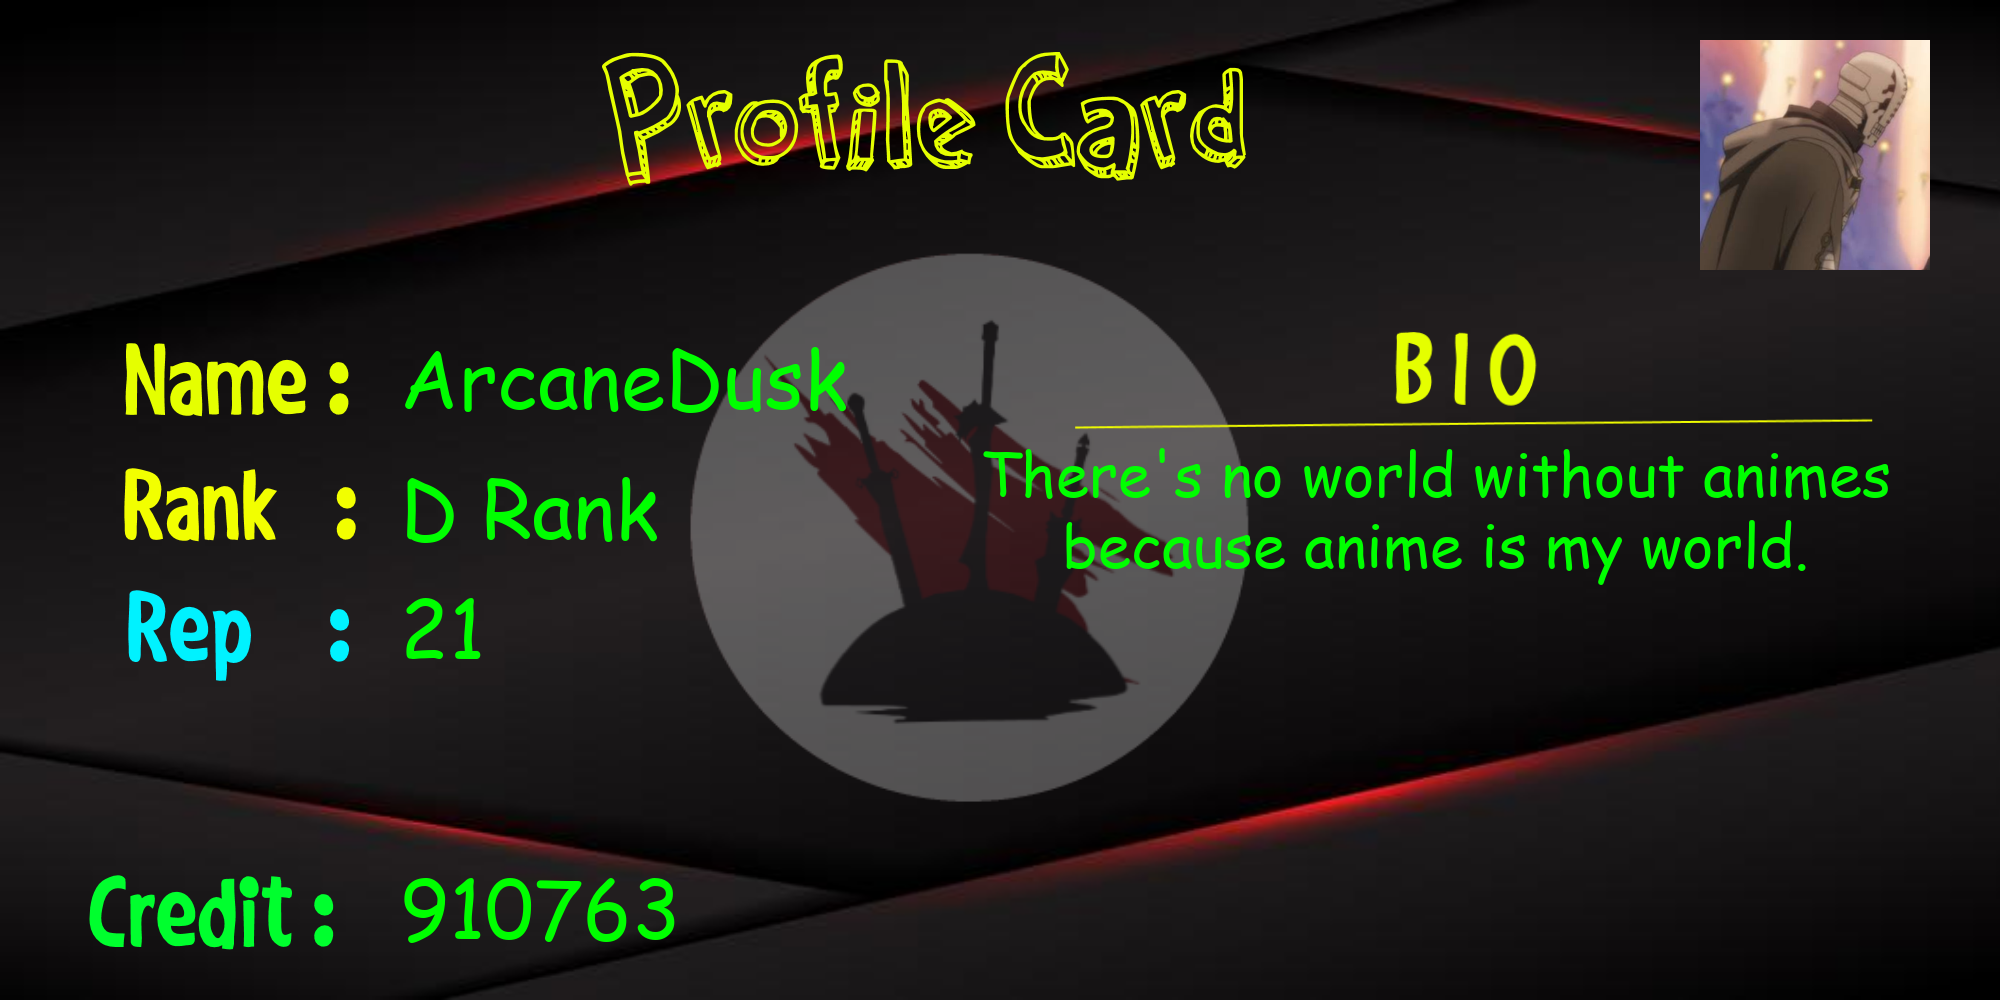 Profile Card
Name : ArcaneDusk
Rank : D Rank
Rep : 21
Credit : 910763
BIO
There's no world without animes
because anime is my world.